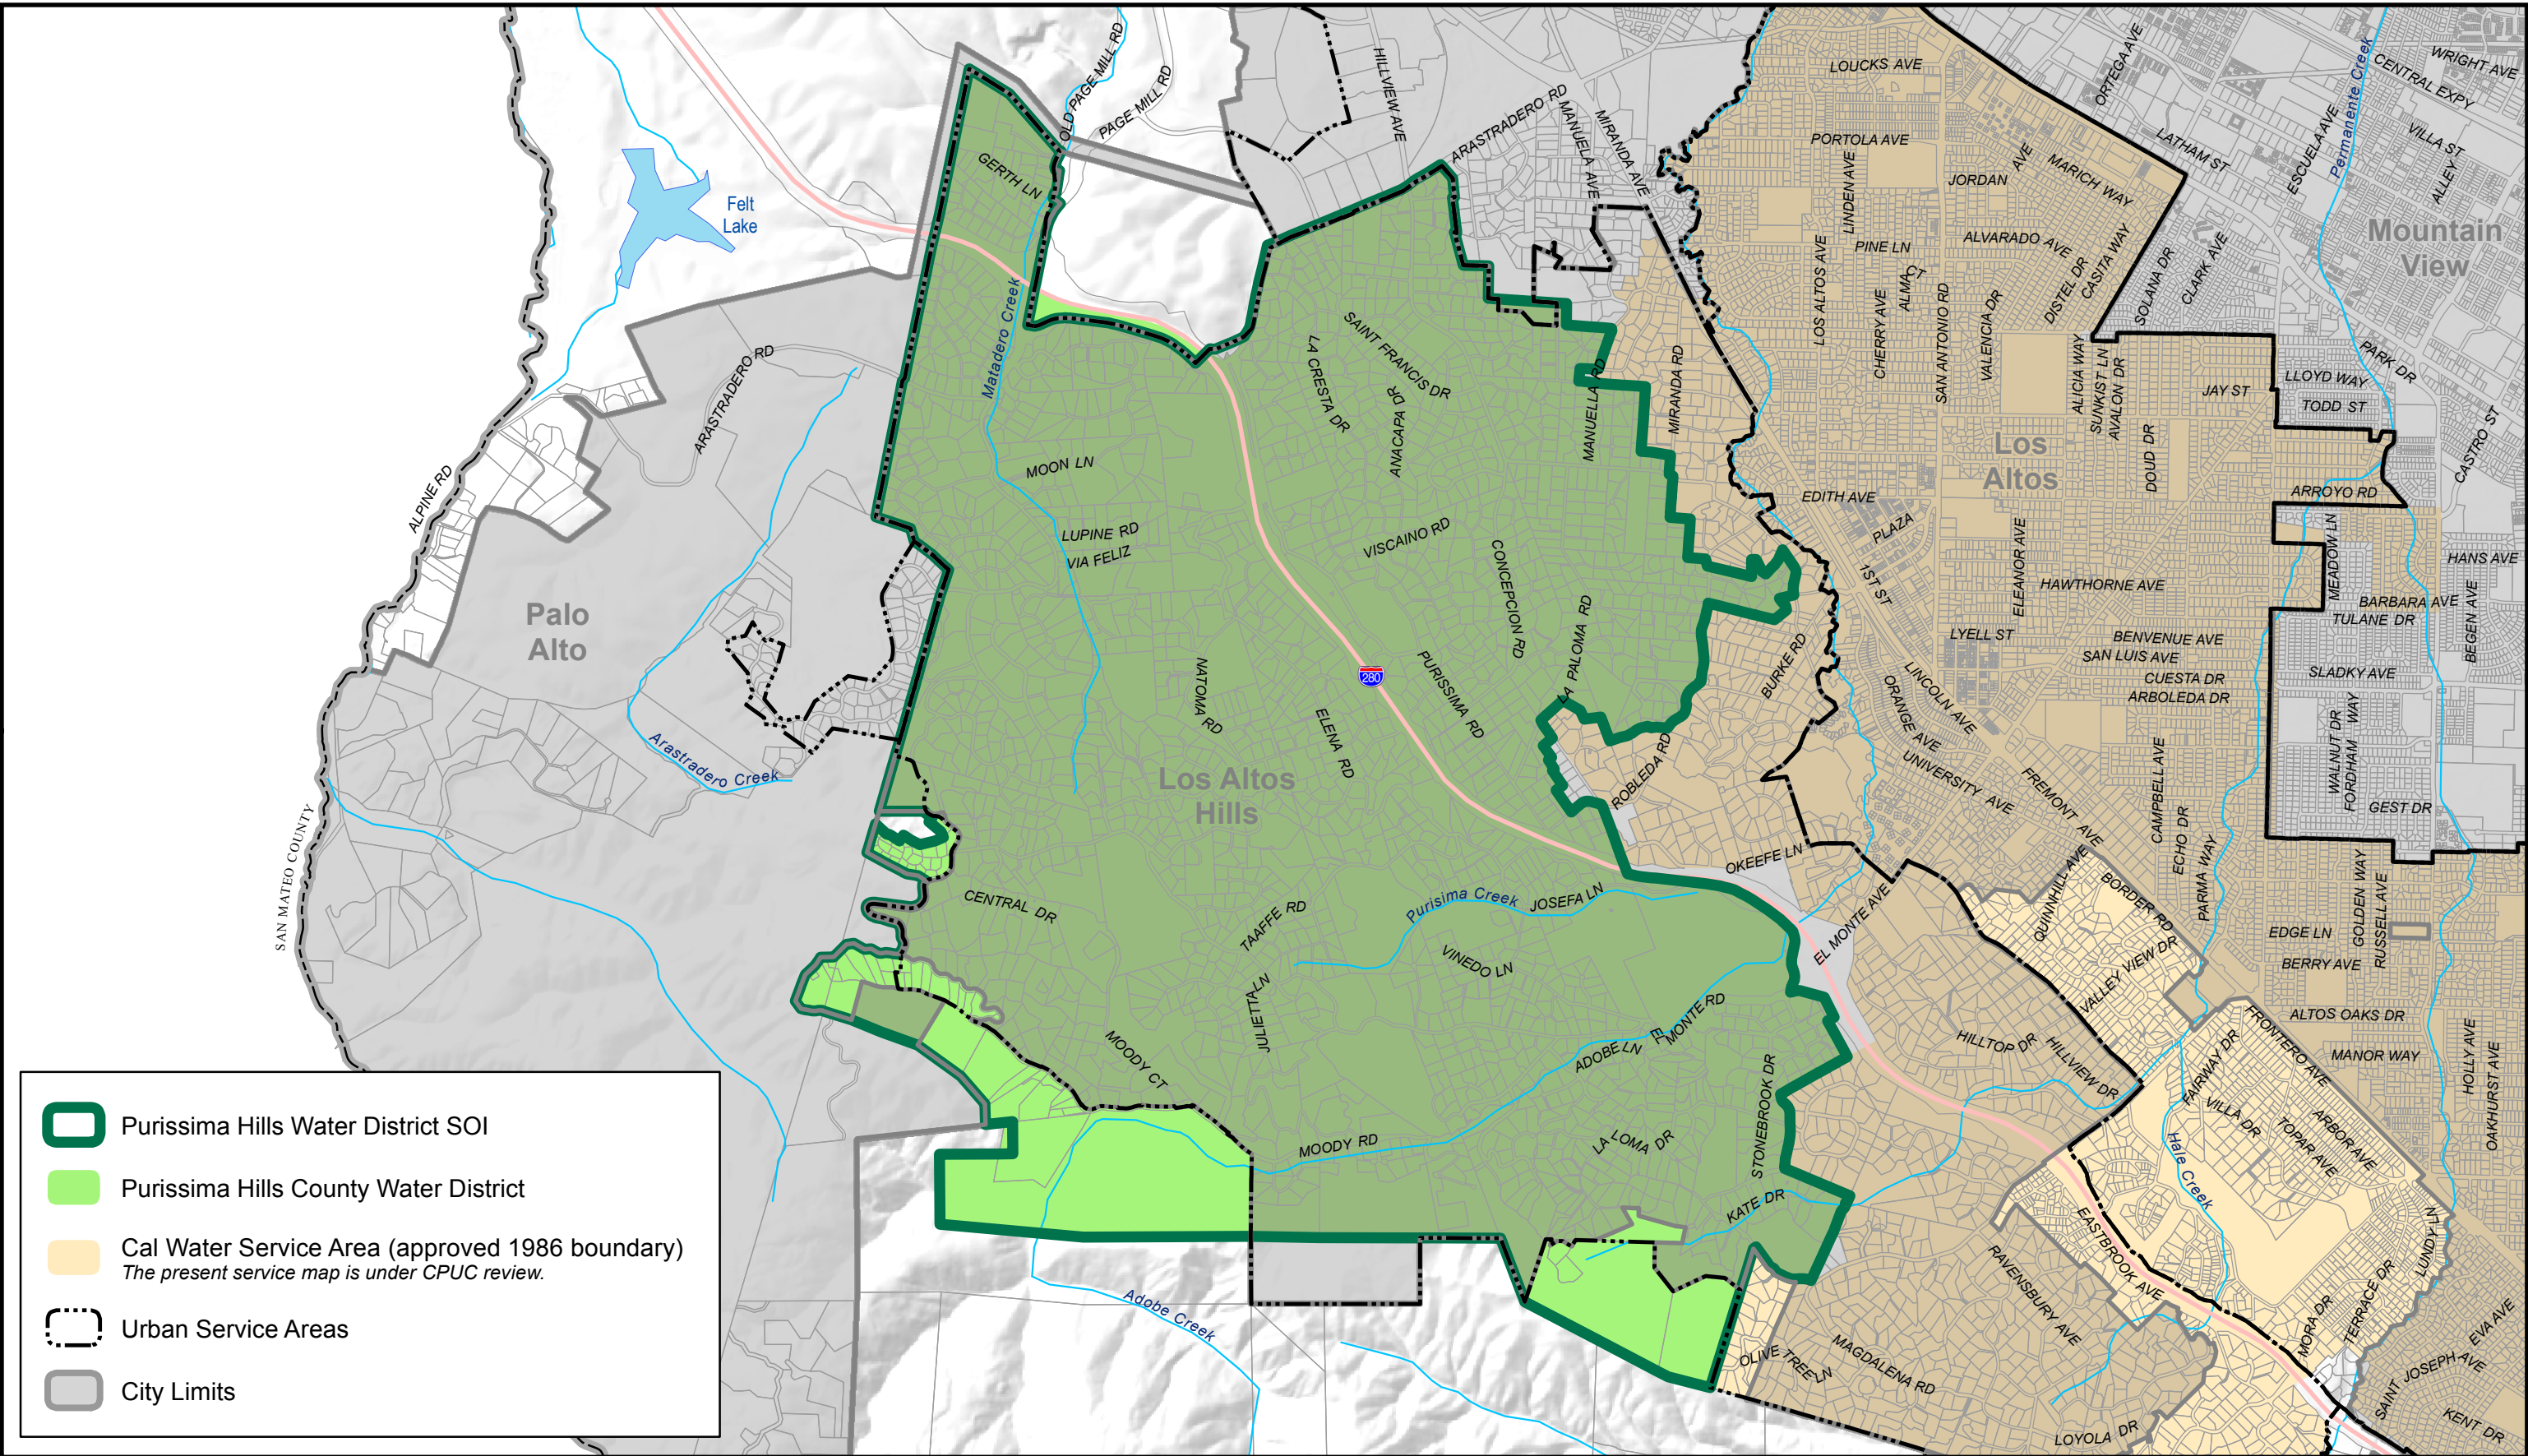 OLD PAGE MILL RD
PAGE MILL RD
HILLVIEW AVE
ARASTRADERO RD
MANUELA AVE
MIRANDA AVE
LOUCKS AVE
ORTEGA AVE
Permanente Creek
WRIGHT AVE
CENTRAL EXPY
VILLA ST
ALLEY
ESCUELA AVE
LATHAM ST
PORTOLA AVE
LINDEN AVE
JORDAN AVE
MARICH WAY
GERTH LN
Felt
Lake
Mountain
View
PINE LN
ALVARADO AVE
CASITA WAY
DISTEL DR
SOLANA DR
CLARK AVE
LOS ALTOS AVE
CHERRY AVE
ALMA CT
SAN ANTONIO RD
VALENCIA DR
Matadero Creek
SAINT FRANCIS DR
LA CRESTA DR
ANACAPA DR
MANUELLA RD
MIRANDA RD
ALICIA WAY
SUNKIST LN
AVALON DR
DOUD DR
JAY ST
LLOYD WAY
TODD ST
PARK DR
CASTRO ST
ARASTRADERO RD
ALPINE RD
MOON LN
LUPINE RD
VIA FELIZ
VISCAINO RD
CONCEPCION RD
LA PALOMA RD
EDITH AVE
PLAZA
1ST ST
Los
Altos
ARROYO RD
MEADOW LN
HANS AVE
ELEANOR AVE
HAWTHORNE AVE
BARBARA AVE
TULANE DR
BEGEN AVE
Palo
Alto
LYELL ST
BENVENUE AVE
SAN LUIS AVE
CUESTA DR
ARBOLEDA DR
SLADKY AVE
WALNUT DR
FORDHAM WAY
GEST DR
NATOMA RD
ELENA RD
280
PURISSIMA RD
BURKE RD
ROBLEDA RD
LINCOLN AVE
ORANGE AVE
UNIVERSITY AVE
FREMONT AVE
CAMPBELL AVE
ECHO DR
PARMA WAY
Arastradero Creek
Los Altos
Hills
SAN MATEO COUNTY
OKEEFE LN
EL MONTE AVE
QUINNHILL AVE
BORDER RD
GOLDEN WAY
RUSSELL AVE
EDGE LN
BERRY AVE
CENTRAL DR
TAAFFE RD
Purisima Creek
JOSEFA LN
VINEDO LN
JULIETTA LN
VALLEY VIEW DR
ALTOS OAKS DR
MANOR WAY
HOLLY AVE
OAKHURST AVE
FRONTERO AVE
FAIRWAY DR
VILLA DR
ARBOR AVE
TOPAR AVE
HILLTOP DR
HILLVIEW DR
MOODY CT
ADOBE LN
EL MONTE RD
STONEBROOK DR
MOODY RD
LA LOMA DR
KATE DR
Hale Creek
EASTBROOK AVE
LUNDY LN
RAVENSBURY AVE
TERRACE DR
MORA DR
EVA AVE
SAINT JOSEPH AVE
KENT DR
Adobe Creek
OLIVE TREE LN
MAGDALENA RD
LOYOLA DR
Purissima Hills Water District SOI
Purissima Hills County Water District
Cal Water Service Area (approved 1986 boundary)
The present service map is under CPUC review.
Urban Service Areas
City Limits